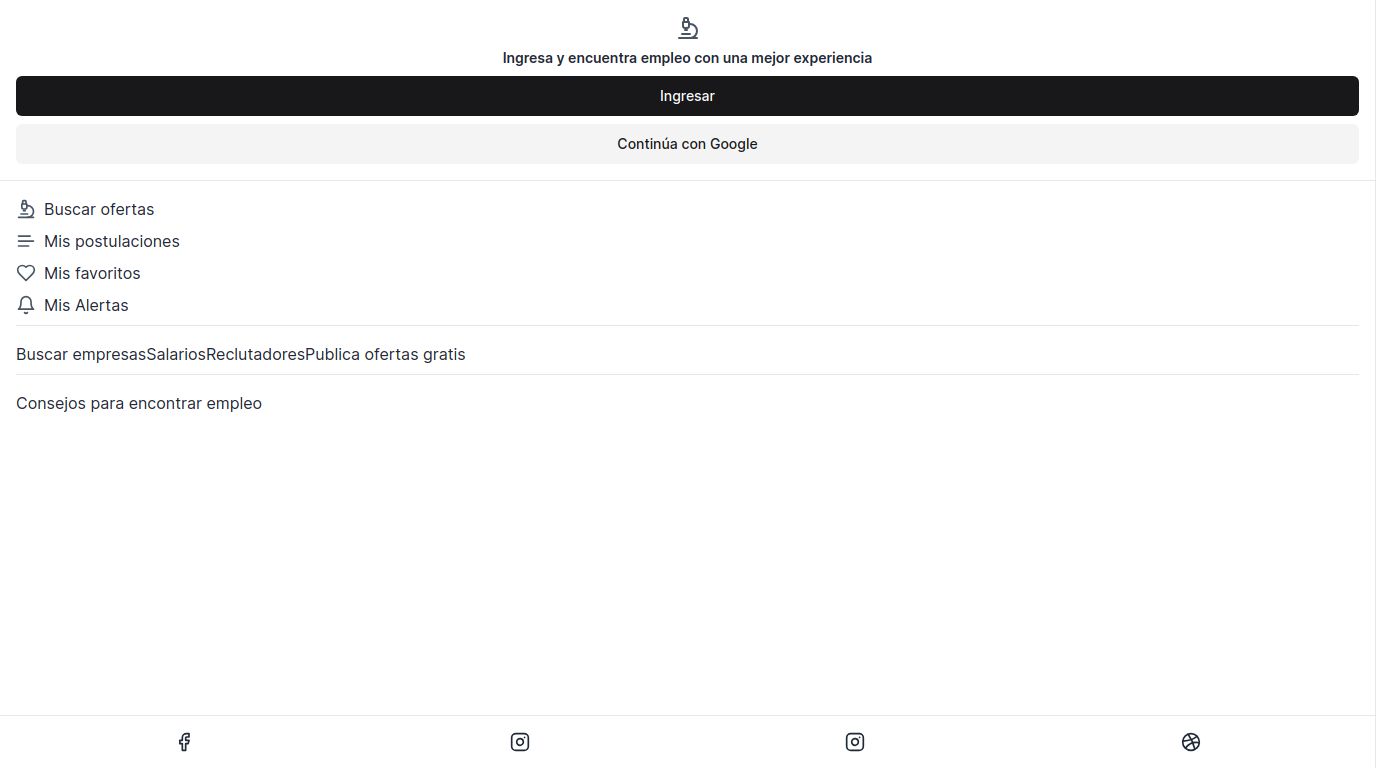 Ingresa y encuentra empleo con una mejor experiencia
Ingresar
Continúa con Google
Buscar ofertas
Mis postulaciones
Mis favoritos
Mis Alertas
Buscar empresasSalariosReclutadoresPublica ofertas gratis
Consejos para encontrar empleo